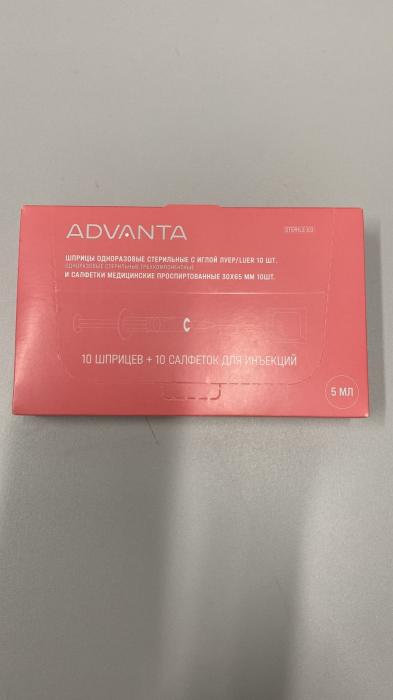 ADVANTA
STERILE EO
ШПРИЦЫ ОДНОРАЗОВЫЕ СТЕРИЛЬНЫЕ С ИГЛОЙ ЛУЕР/LUER 10 ШТ.
ОДНОРАЗОВЫЕ СТЕРИЛЬНЫЕ ТРЕХКОМПОНЕНТНЫЕ
И САЛФЕТКИ МЕДИЦИНСКИЕ ПРОСПИРТОВАННЫЕ 30X65 ММ 10ШТ.
С
10 ШПРИЦЕВ + 10 САЛФЕТОК ДЛЯ ИНЪЕКЦИЙ
5 МЛ